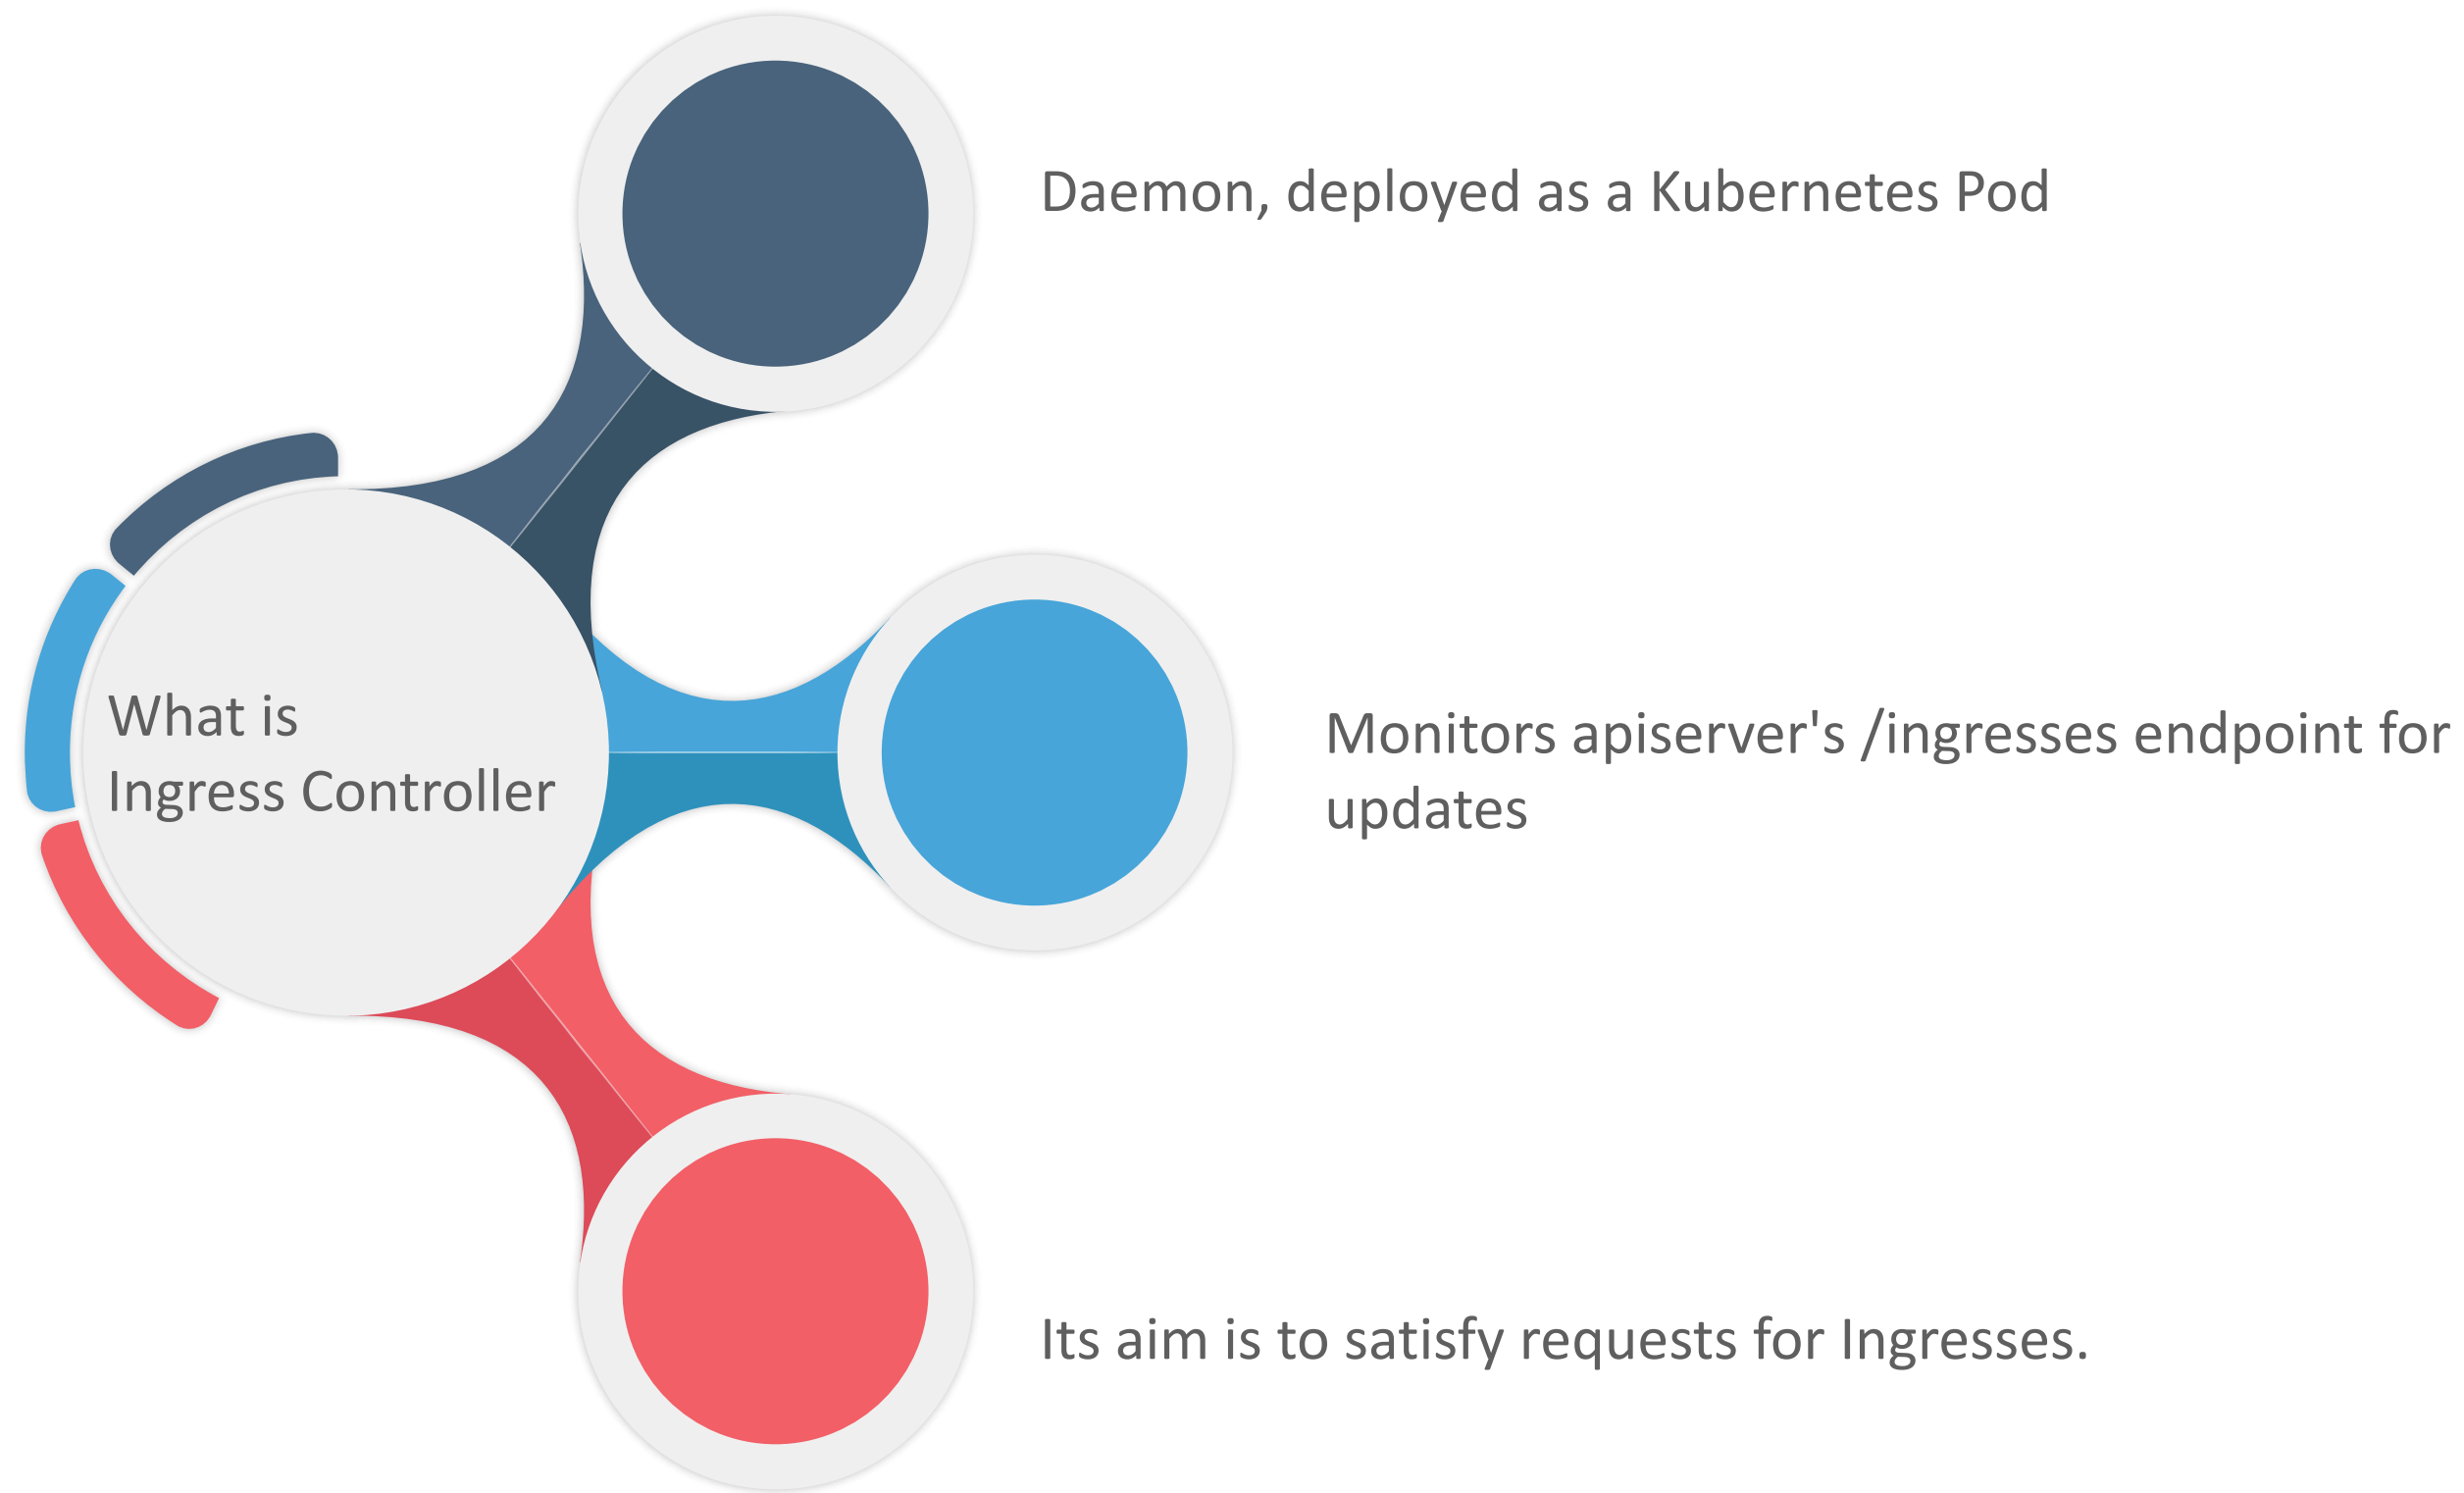 Daemon, deployed as a Kubernetes Pod
What is
Ingress Controller
Monitors apisierver's /ingresses endpoint for
updates
Its aim is to satisfy requests for Ingresses.